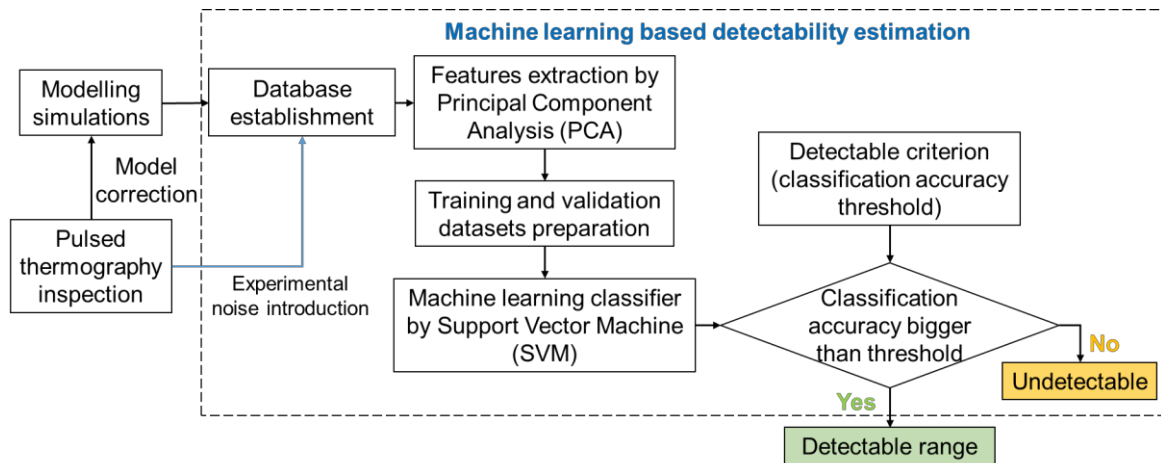 Machine learning based detectability estimation
Modelling
simulations
Database
establishment
Features extraction by
Principal Component
Analysis (PCA)
Model
correction
Pulsed
thermography
inspection
Experimental
noise introduction
Training and validation
datasets preparation
Machine learning classifier
by Support Vector Machine
(SVM)
Detectable criterion
(classification accuracy
threshold)
Classification
accuracy bigger
than threshold
No
Undetectable
Yes
Detectable range